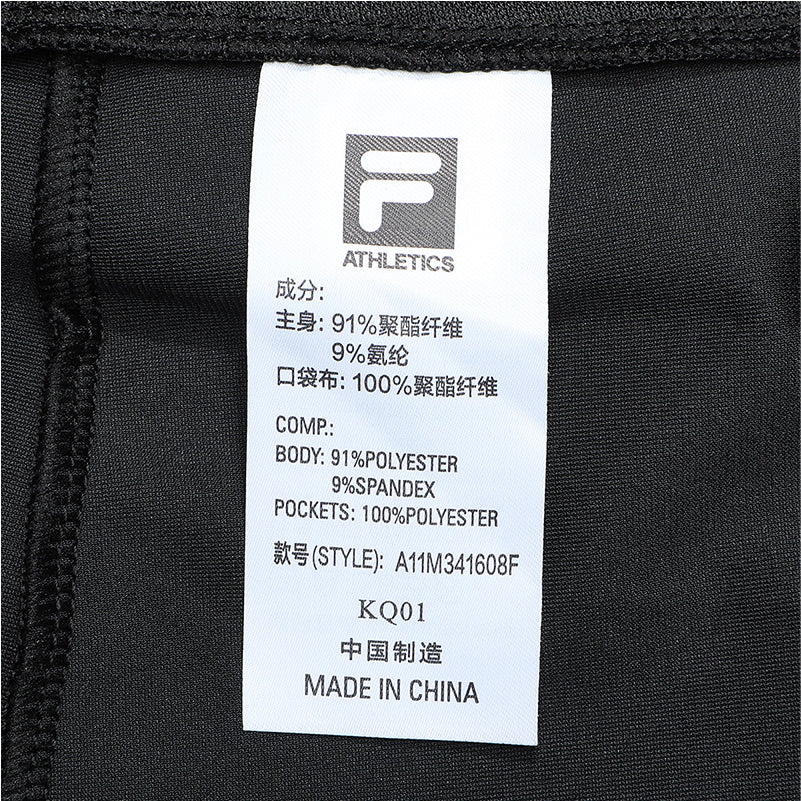 F
ATHLETICS
成分:
主身: 91%聚酯纤维
9%氨纶
口袋布: 100%聚酯纤维
COMP.:
BODY: 91%POLYESTER
9%SPANDEX
POCKETS: 100%POLYESTER
款号(STYLE): A11M341608F
KQ01
中国制造
MADE IN CHINA